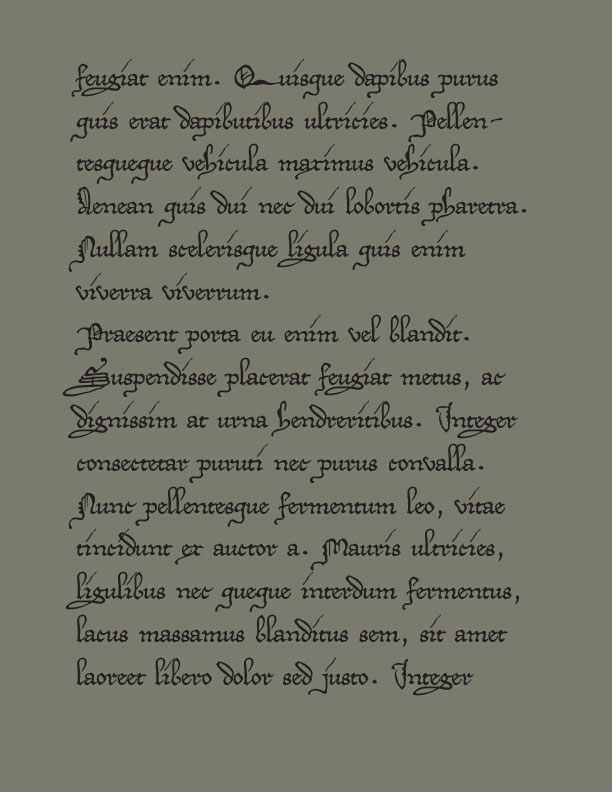 feugiat enim. Quisque dapibus purus
quis erat dapibutibus ultricies. Pellen-
tesqueque vehicula maximus vehicula.
Aenean quis dui nec dui lobortis pharetra.
Nullam scelerisque ligula quis enim
viverra viverrum.
Praesent porta eu enim vel blandit.
Suspendisse placerat feugiat metus, ac
dignissim at urna hendreritibus. Integer
consectetar puruti nec purus convalla.
Nunc pellentesque fermentum leo, vitae
tincidunt ex auctor a. Mauris ultricies,
ligulibus nec queque interdum fermentus,
lacus massamus blanditus sem, sit amet
laoreet libero dolor sed justo. Integer